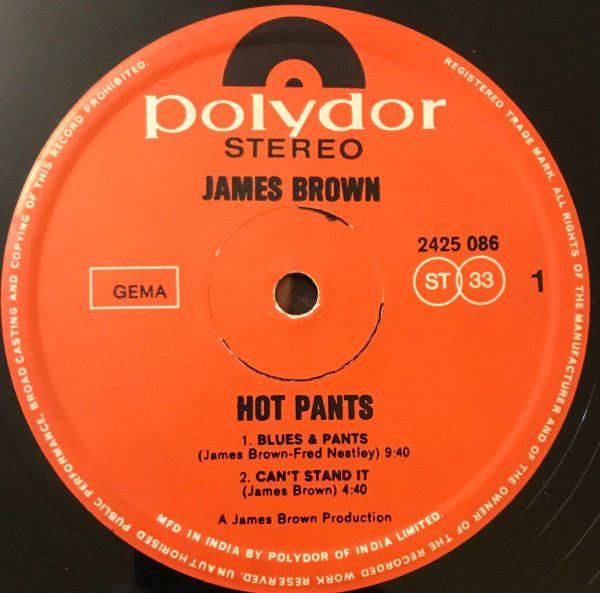 polydor
STEREO
JAMES BROWN
2425 086
GEMA
ST 33
1
HOT PANTS
1. BLUES & PANTS
(James Brown-Fred Nestley) 9:40
2. CAN'T STAND IT
(James Brown) 4:40
A James Brown Production
MFD IN INDIA BY POLYDOR OF INDIA LIMITED.
REGISTERED TRADE MARK. ALL RIGHTS OF THE MANUFACTURER AND OF THE OWNER OF THE RECORDED WORK RESERVED. UNAUTHORISED PUBLIC PERFORMANCE, BROADCASTING AND COPYING OF THIS RECORD PROHIBITED.